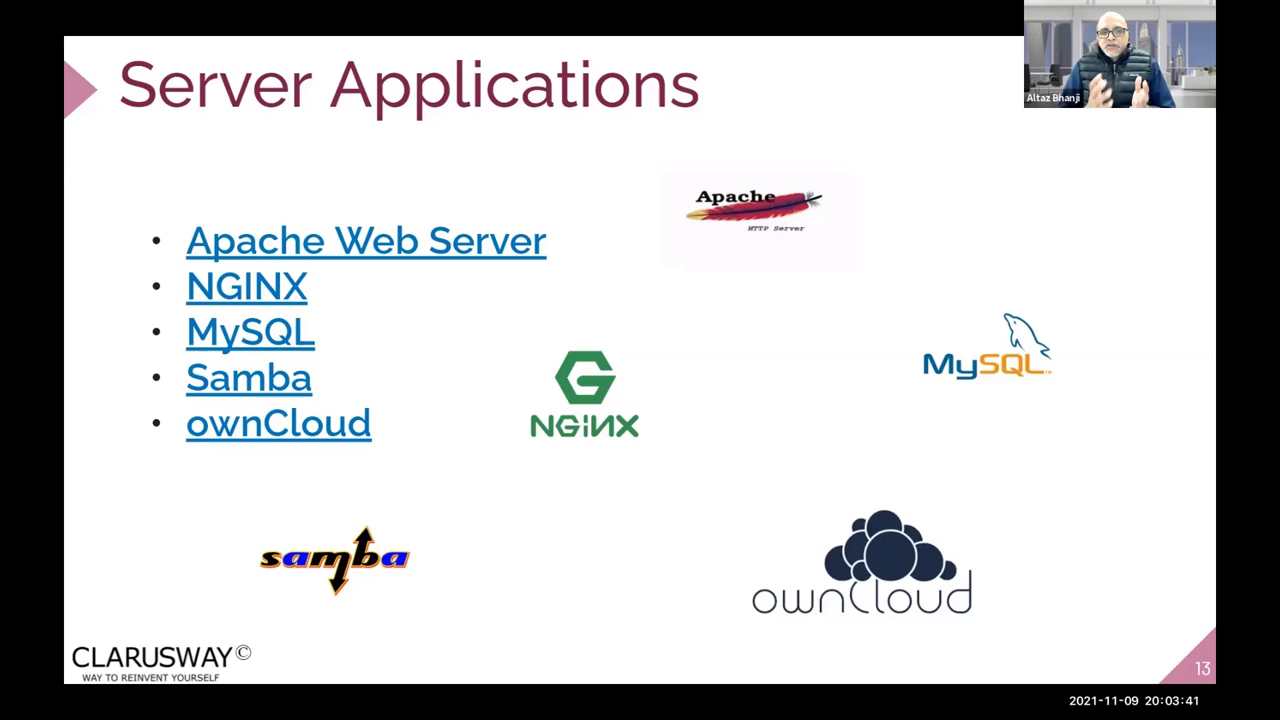 Server Applications
Altaz Bhanji
Apache
HTTP Server
• Apache Web Server
• NGINX
• MySQL
• Samba
• ownCloud
MySQL
NGiNX
samba
ownCloud
CLARUSWAY©
WAY TO REINVENT YOURSELF
13
2021-11-09 20:03:41